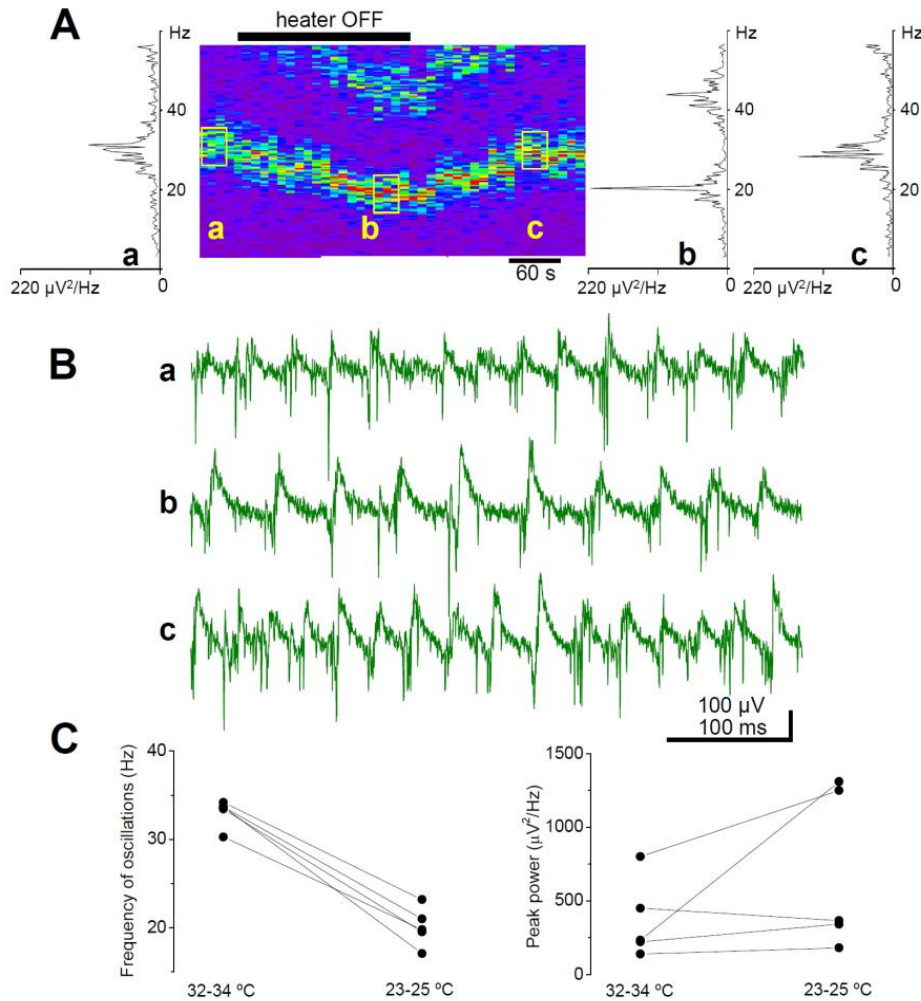 A
heater OFF
Hz
40
20
a
220 µV²/Hz
0
a
b
c
60 s
Hz
40
20
b
220 µV²/Hz
0
Hz
40
20
c
220 µV²/Hz
0
B
a
b
c
100 µV
100 ms
C
Frequency of oscillations (Hz)
40
30
20
32-34 ºC
23-25 ºC
Peak power (µV²/Hz)
1500
1000
500
0
32-34 ºC
23-25 ºC